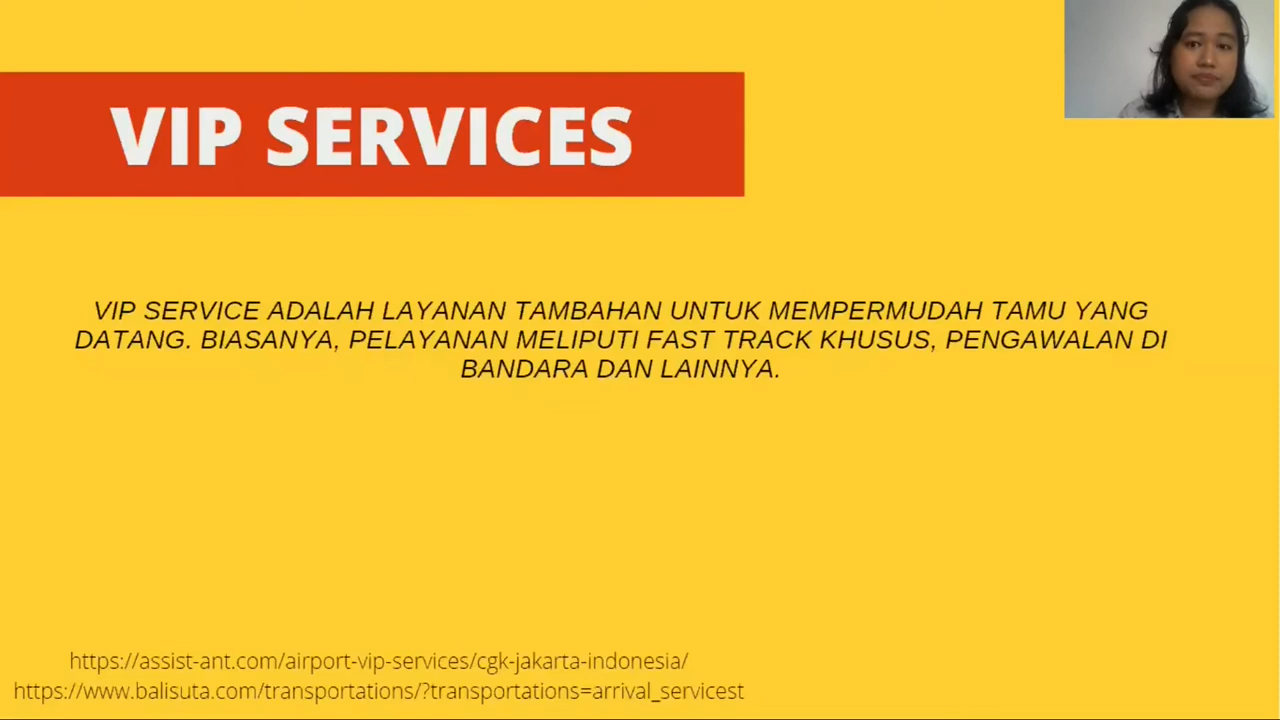 VIP SERVICES
VIP SERVICE ADALAH LAYANAN TAMBAHAN UNTUK MEMPERMUDAH TAMU YANG
DATANG. BIASANYA, PELAYANAN MELIPUTI FAST TRACK KHUSUS, PENGAWALAN DI
BANDARA DAN LAINNYA.
https://assist-ant.com/airport-vip-services/cgk-jakarta-indonesia/
https://www.balisuta.com/transportations/?transportations=arrival_servicest